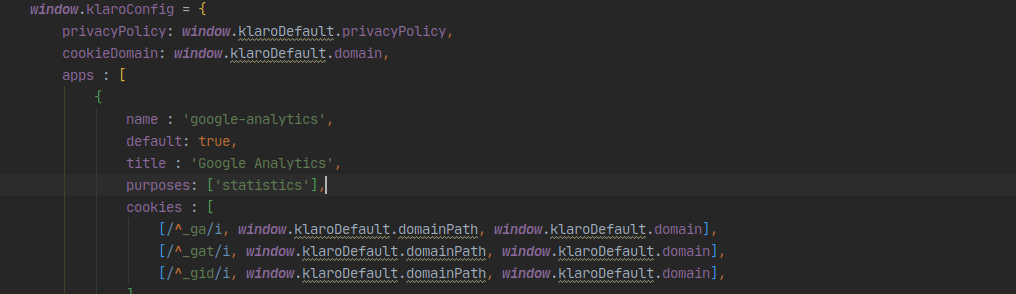 window.klaroConfig = {
privacyPolicy: window.klaroDefault.privacyPolicy,
cookieDomain: window.klaroDefault.domain,
apps : [
{
name : 'google-analytics',
default: true,
title : 'Google Analytics',
purposes: ['statistics'],
cookies : [
[/^_ga/i, window.klaroDefault.domainPath, window.klaroDefault.domain],
[/^_gat/i, window.klaroDefault.domainPath, window.klaroDefault.domain],
[/^_gid/i, window.klaroDefault.domainPath, window.klaroDefault.domain],
]